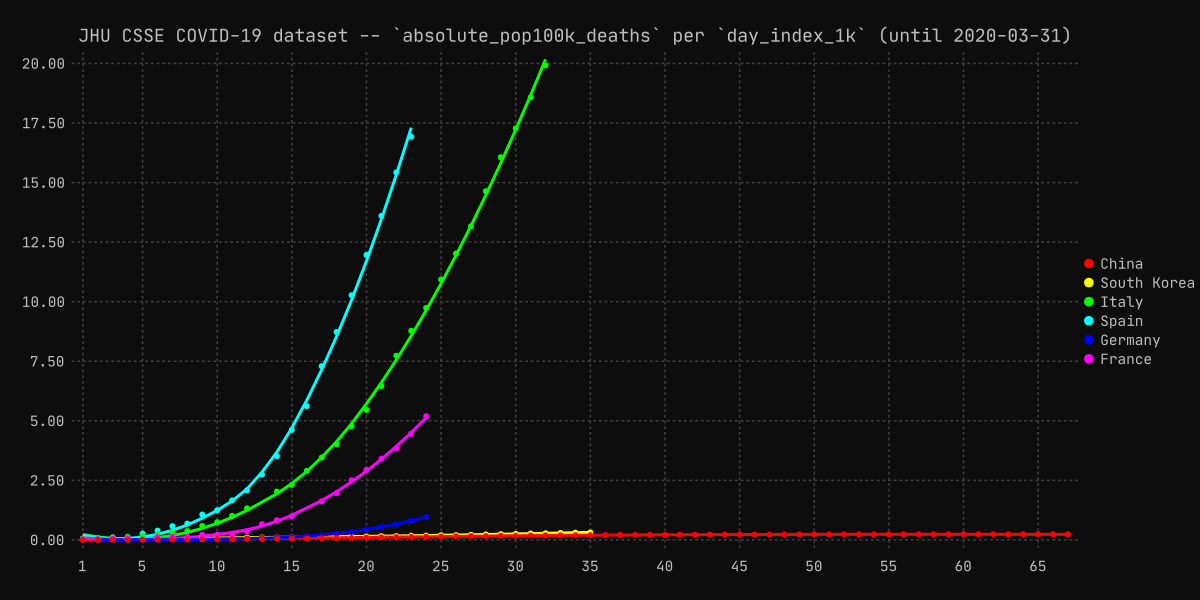 JHU CSSE COVID-19 dataset -- `absolute_pop100k_deaths` per `day_index_1k` (until 2020-03-31)
20.00
17.50
15.00
12.50
10.00
7.50
5.00
2.50
0.00
1 5 10 15 20 25 30 35 40 45 50 55 60 65
China
South Korea
Italy
Spain
Germany
France